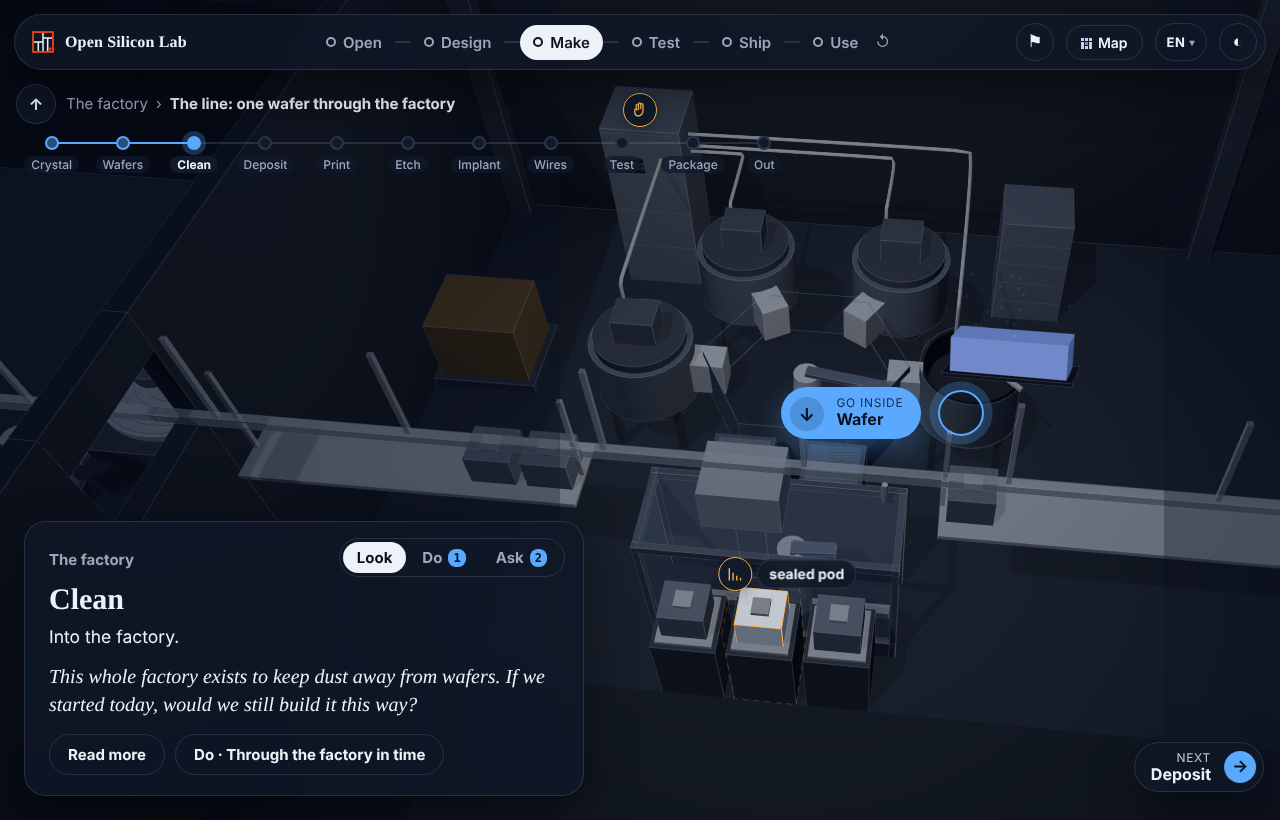 Open Silicon Lab
Open
Design
Make
Test
Ship
Use
Map
EN
The factory › The line: one wafer through the factory
Crystal
Wafers
Clean
Deposit
Print
Etch
Implant
Wires
Test
Package
Out
GO INSIDE
Wafer
sealed pod
The factory
Look
Do 1
Ask 2
Clean
Into the factory.
This whole factory exists to keep dust away from wafers. If we
started today, would we still build it this way?
Read more
Do · Through the factory in time
NEXT
Deposit